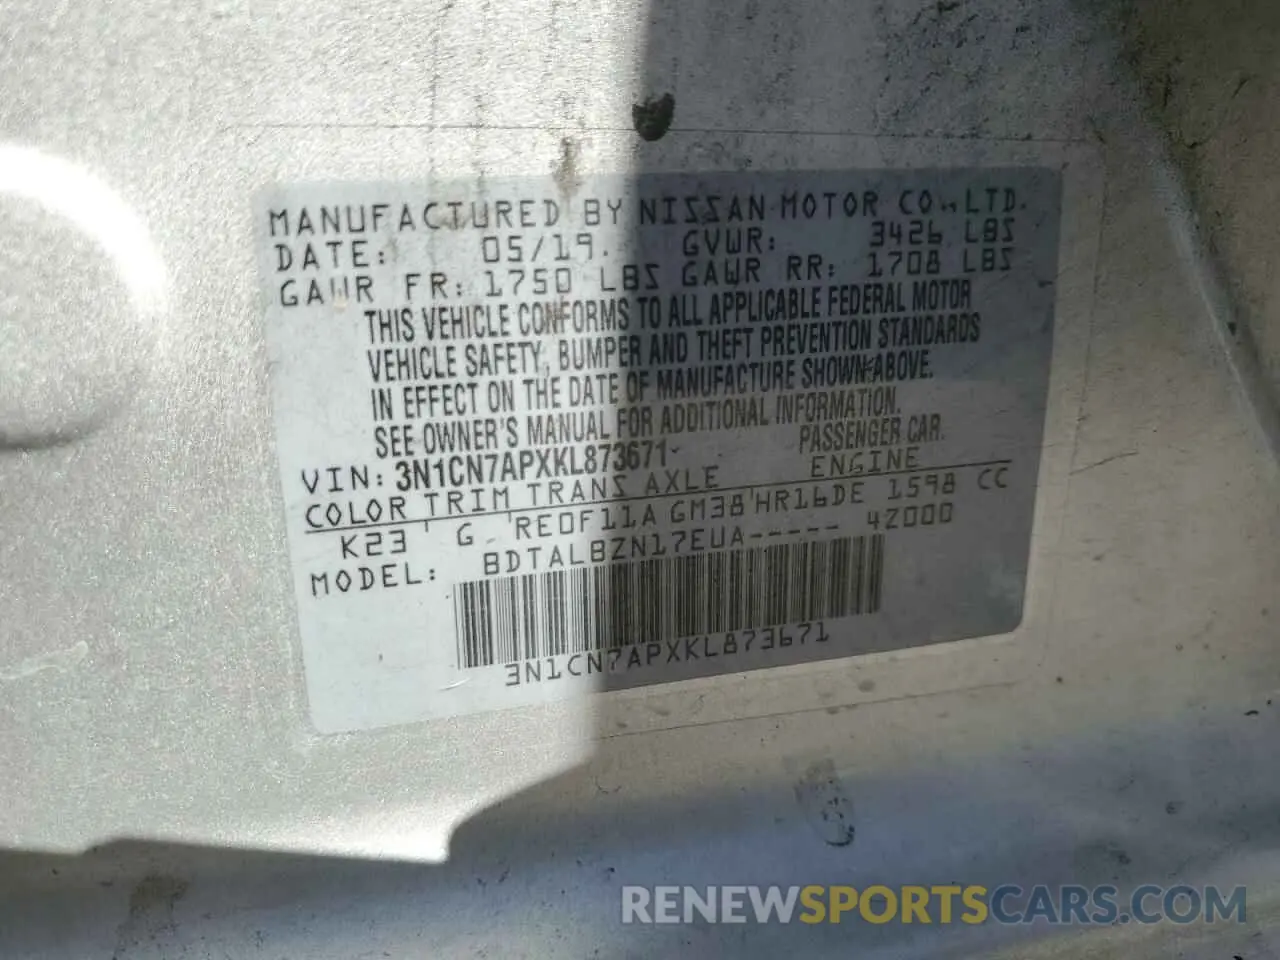 MANUFACTURED BY NISSAN MOTOR CO., LTD.
DATE: 05/19. GVWR: 3426 LBS
GAWR FR: 1750 LBS GAWR RR: 1708 LBS
THIS VEHICLE CONFORMS TO ALL APPLICABLE FEDERAL MOTOR
VEHICLE SAFETY, BUMPER AND THEFT PREVENTION STANDARDS
IN EFFECT ON THE DATE OF MANUFACTURE SHOWN ABOVE.
SEE OWNER'S MANUAL FOR ADDITIONAL INFORMATION.
VIN: 3N1CN7APXKL873671 PASSENGER CAR.
COLOR TRIM TRANS AXLE ENGINE
K23 G RE0F11A GM38 HR16DE 1598 CC
MODEL: BDTALBZN17EUA----- 42000
3N1CN7APXKL873671
RENEWSPORTSCARS.COM